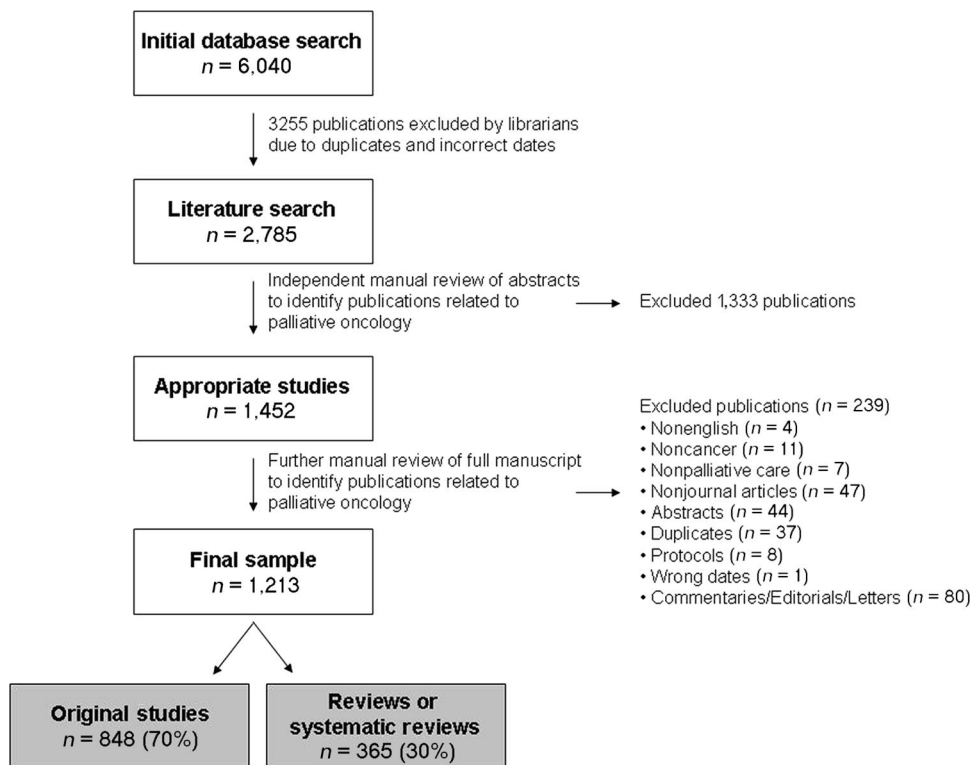 Initial database search
n = 6,040
3255 publications excluded by librarians
due to duplicates and incorrect dates
Literature search
n = 2,785
Independent manual review of abstracts
to identify publications related to
palliative oncology
Excluded 1,333 publications
Appropriate studies
n = 1,452
Further manual review of full manuscript
to identify publications related to
palliative oncology
Excluded publications (n = 239)
• Nonenglish (n = 4)
• Noncancer (n = 11)
• Nonpalliative care (n = 7)
• Nonjournal articles (n = 47)
• Abstracts (n = 44)
• Duplicates (n = 37)
• Protocols (n = 8)
• Wrong dates (n = 1)
• Commentaries/Editorials/Letters (n = 80)
Final sample
n = 1,213
Original studies
n = 848 (70%)
Reviews or
systematic reviews
n = 365 (30%)